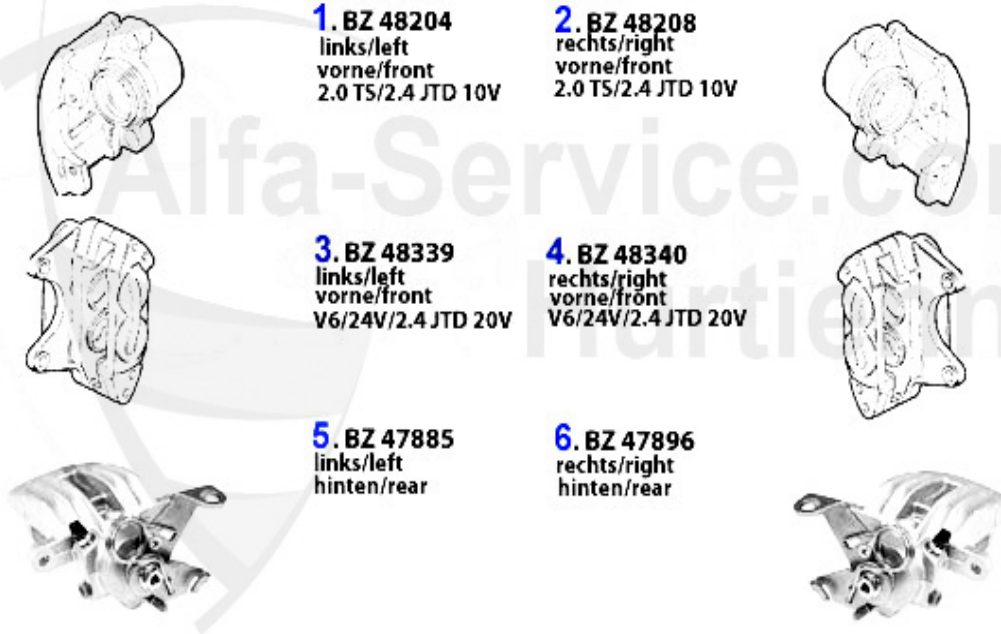 1. BZ 48204
links/left
vorne/front
2.0 TS/2.4 JTD 10V
2. BZ 48208
rechts/right
vorne/front
2.0 TS/2.4 JTD 10V
Alfa-Service.co
3. BZ 48339
links/left
vorne/front
V6/24V/2.4 JTD 20V
4. BZ 48340
rechts/right
vorne/front
V6/24V/2.4 JTD 20V
5. BZ 47885
links/left
hinten/rear
6. BZ 47896
rechts/right
hinten/rear